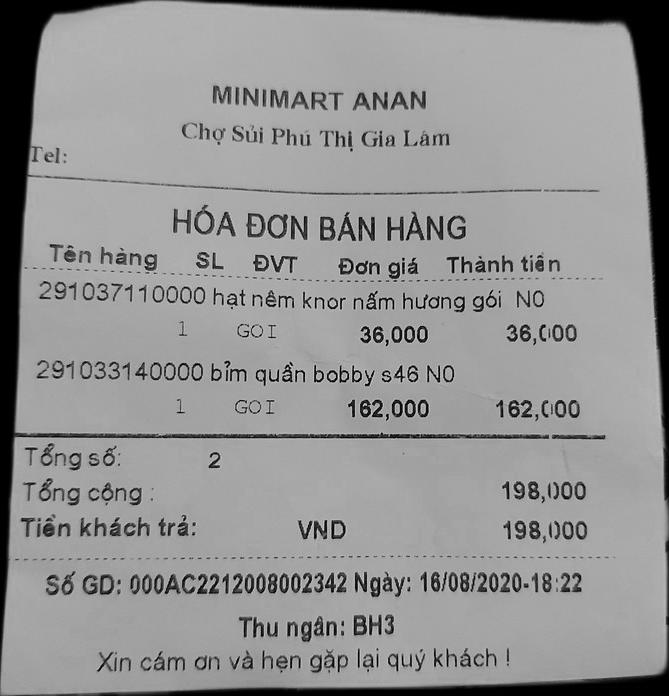 MINIMART ANAN
Chợ Sủi Phú Thị Gia Lâm
Tel:
HÓA ĐƠN BÁN HÀNG
Tên hàng SL ĐVT Đơn giá Thành tiền
291037110000 hạt nêm knor nấm hương gói N0
1 GOI 36,000 36,000
291033140000 bỉm quần bobby s46 N0
1 GOI 162,000 162,000
Tổng số: 2
Tổng cộng : 198,000
Tiền khách trả: VND 198,000
Số GD: 000AC2212008002342 Ngày: 16/08/2020-18:22
Thu ngân: BH3
Xin cám ơn và hẹn gặp lại quý khách !